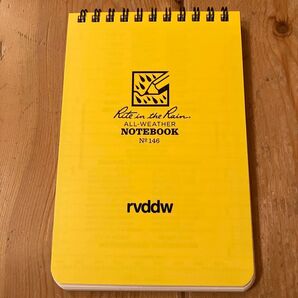 Rite in the Rain.
ALL-WEATHER
NOTEBOOK
Nº 146
rvddw